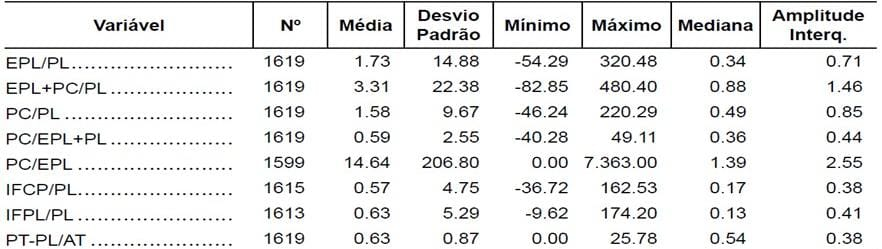 Variável Nº Média Desvio Padrão Mínimo Máximo Mediana Amplitude Interq.
EPL/PL........................... 1619 1.73 14.88 -54.29 320.48 0.34 0.71
EPL+PC/PL .................... 1619 3.31 22.38 -82.85 480.40 0.88 1.46
PC/PL ............................ 1619 1.58 9.67 -46.24 220.29 0.49 0.85
PC/EPL+PL .................... 1619 0.59 2.55 -40.28 49.11 0.36 0.44
PC/EPL .......................... 1599 14.64 206.80 0.00 7.363.00 1.39 2.55
IFCP/PL......................... 1615 0.57 4.75 -36.72 162.53 0.17 0.38
IFPL/PL.......................... 1613 0.63 5.29 -9.62 174.20 0.13 0.41
PT-PL/AT ....................... 1619 0.63 0.87 0.00 25.78 0.54 0.38